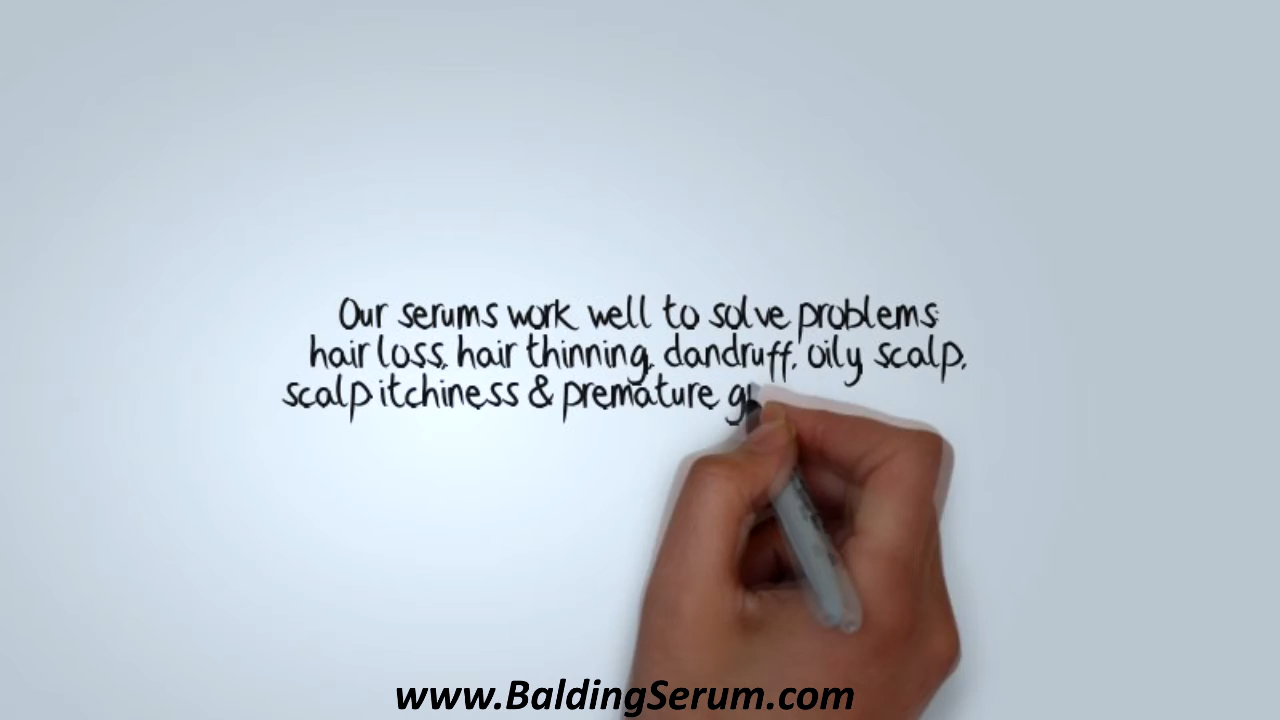 Our serums work well to solve problems:
hair loss, hair thinning, dandruff, oily scalp,
scalp itchiness & premature
www.BaldingSerum.com